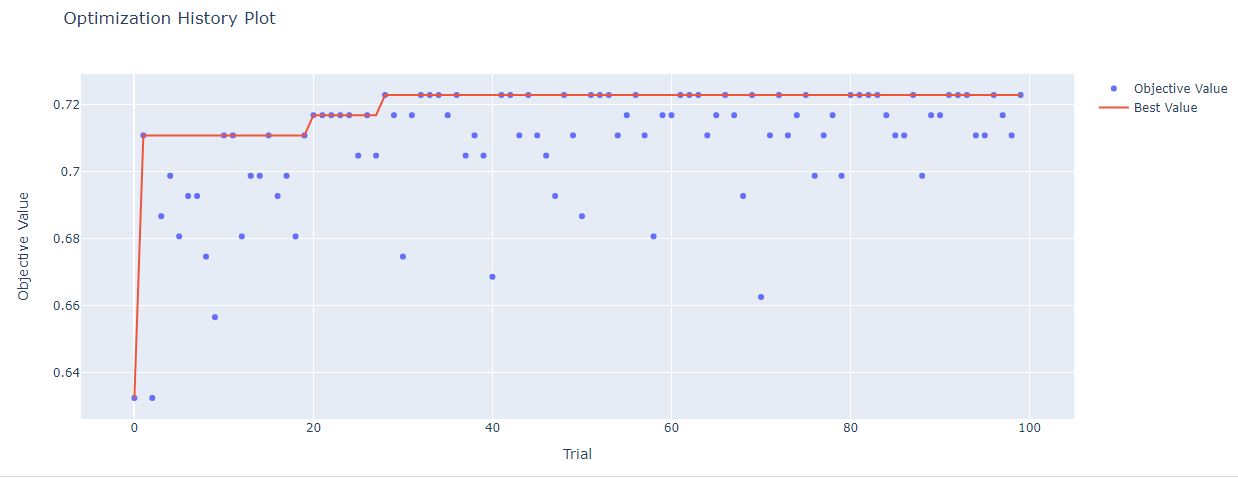 Optimization History Plot
Objective Value
Best Value
0.72
0.7
0.68
0.66
0.64
Objective Value
0 20 40 60 80 100
Trial